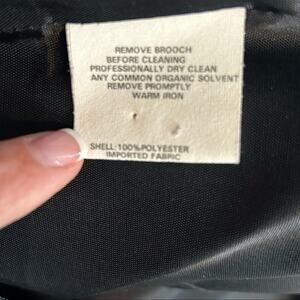 REMOVE BROOCH
BEFORE CLEANING
PROFESSIONALLY DRY CLEAN
ANY COMMON ORGANIC SOLVENT
REMOVE PROMPTLY
WARM IRON
SHELL:100%POLYESTER
IMPORTED FABRIC